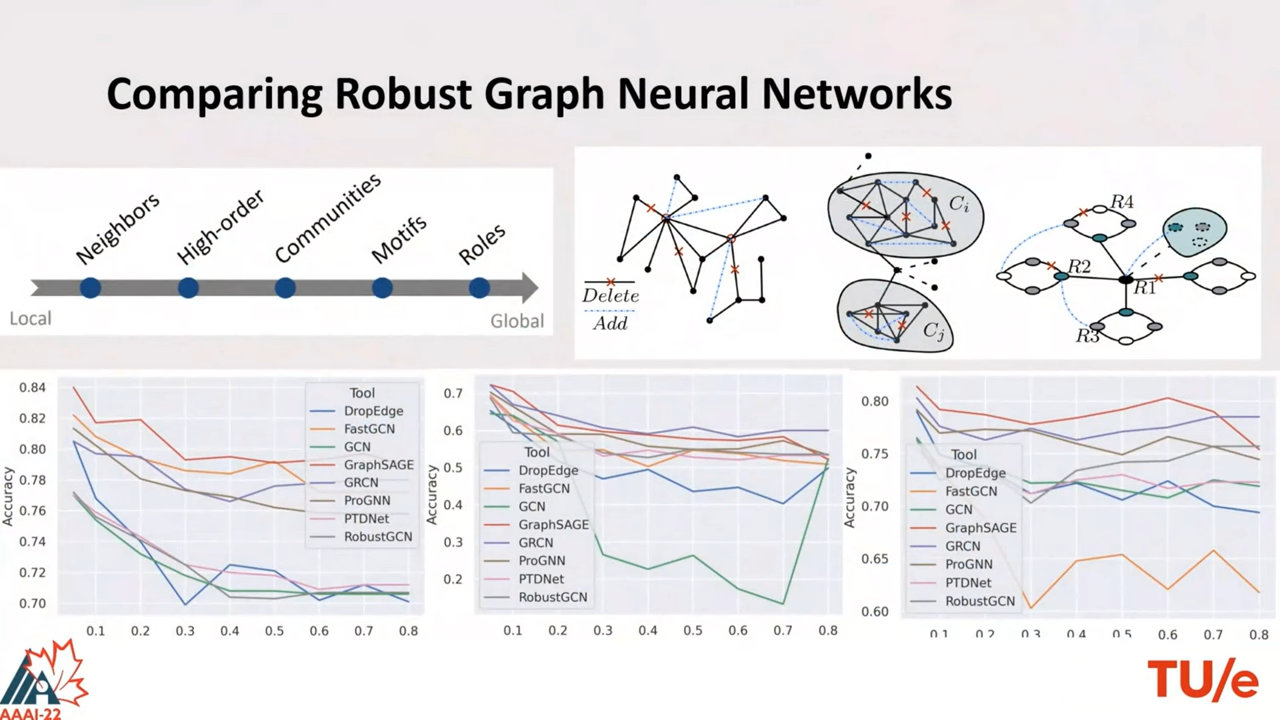 Comparing Robust Graph Neural Networks
Neighbors
High-order
Communities
Motifs
Roles
Local
Global
Delete
Add
C_i
C_j
R4
R2
R1
R3
Accuracy
0.84
0.82
0.80
0.78
0.76
0.74
0.72
0.70
Tool
DropEdge
FastGCN
GCN
GraphSAGE
GRCN
ProGNN
PTDNet
RobustGCN
0.1 0.2 0.3 0.4 0.5 0.6 0.7 0.8
Accuracy
0.7
0.6
0.5
0.4
0.3
0.2
Tool
DropEdge
FastGCN
GCN
GraphSAGE
GRCN
ProGNN
PTDNet
RobustGCN
0.1 0.2 0.3 0.4 0.5 0.6 0.7 0.8
Accuracy
0.80
0.75
0.70
0.65
0.60
Tool
DropEdge
FastGCN
GCN
GraphSAGE
GRCN
ProGNN
PTDNet
RobustGCN
0.1 0.2 0.3 0.4 0.5 0.6 0.7 0.8
AAAI-22
TU/e